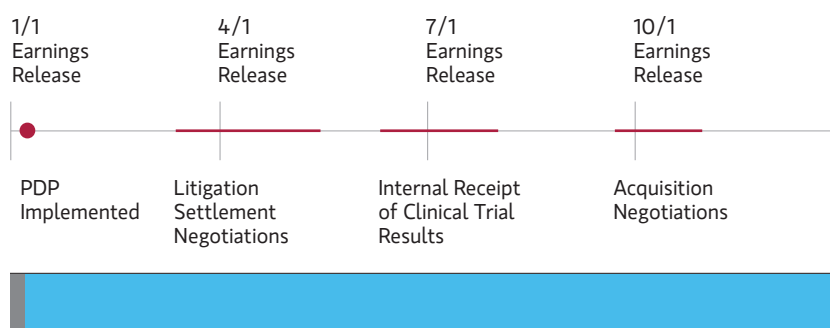 1/1
Earnings
Release
4/1
Earnings
Release
7/1
Earnings
Release
10/1
Earnings
Release
PDP
Implemented
Litigation
Settlement
Negotiations
Internal Receipt
of Clinical Trial
Results
Acquisition
Negotiations